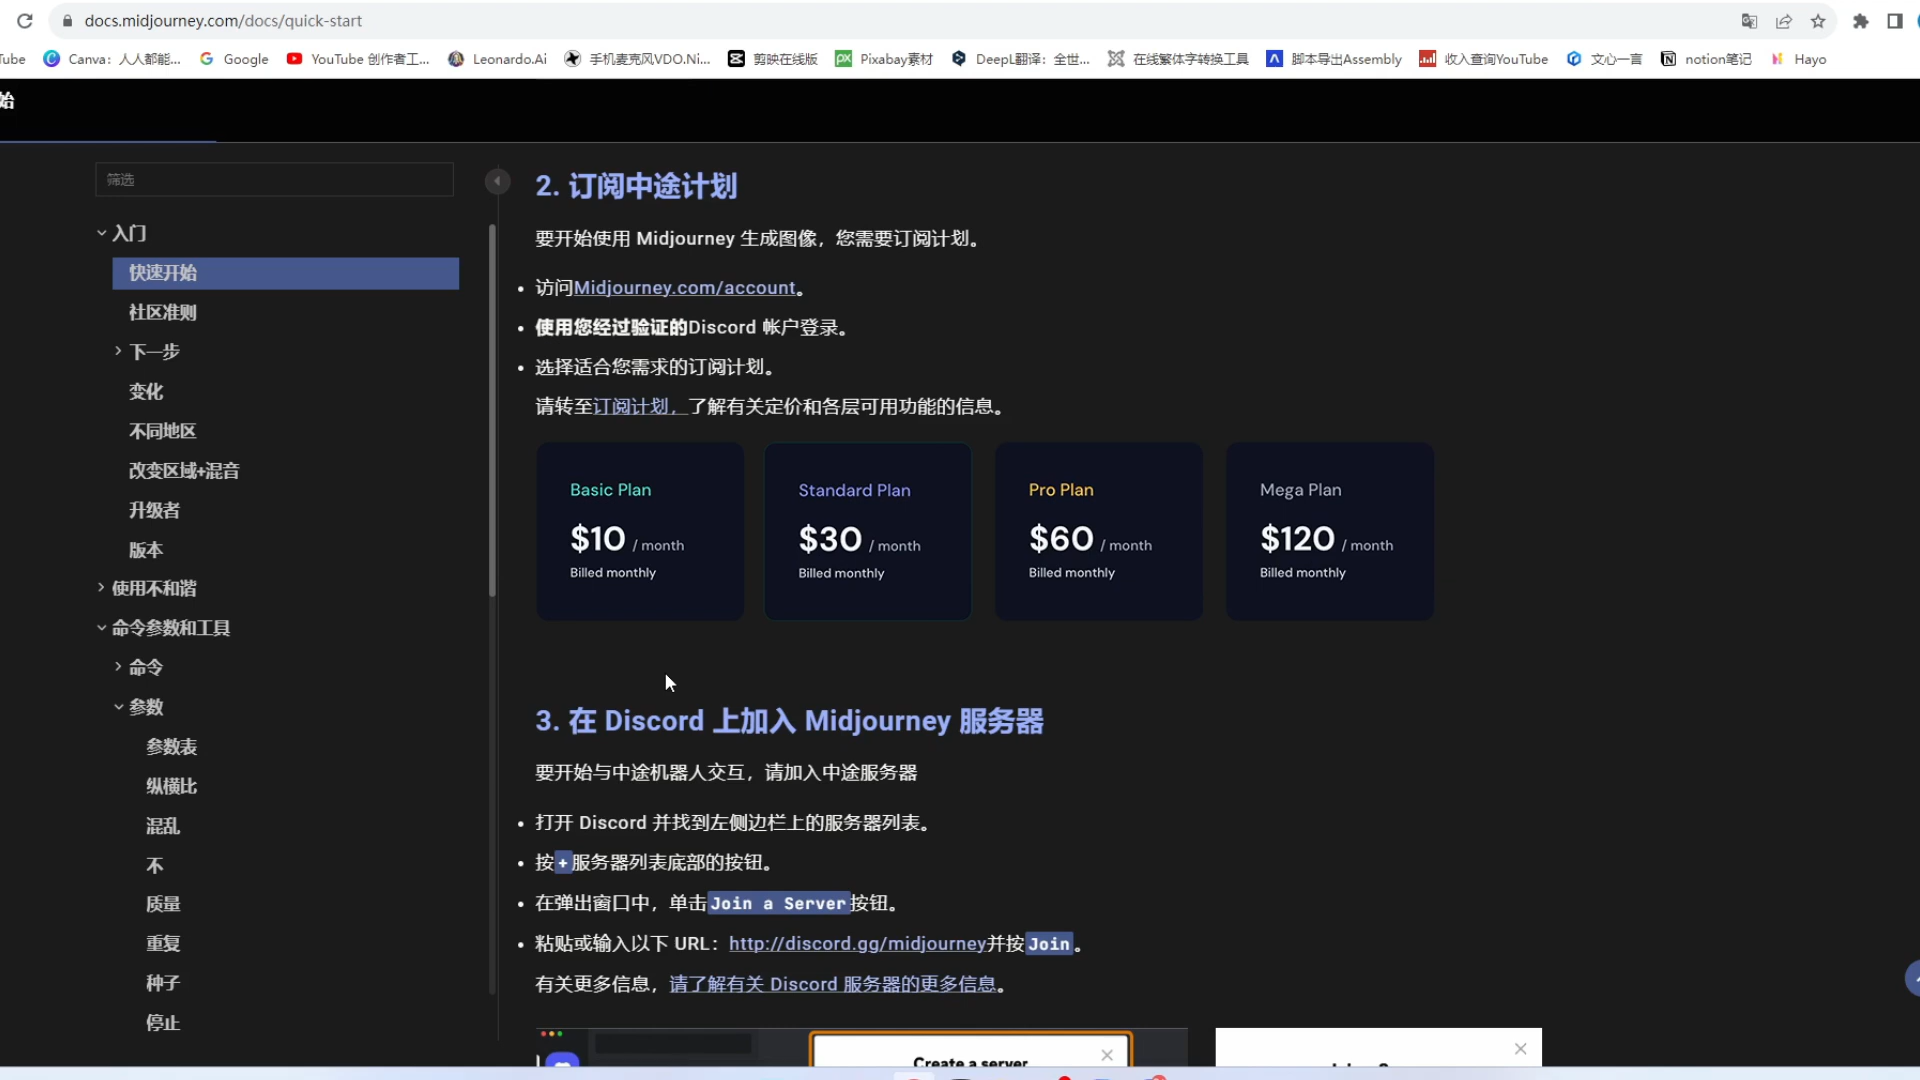 docs.midjourney.com/docs/quick-start
Tube
Canva：人人都能...
Google
YouTube 创作者工...
Leonardo.Ai
手机麦克风VDO.Ni...
剪映在线版
Pixabay素材
DeepL翻译：全世...
在线繁体字转换工具
脚本导出Assembly
收入查询YouTube
文心一言
notion笔记
Hayo
始
筛选
入门
快速开始
社区准则
下一步
变化
不同地区
改变区域+混音
升级者
版本
使用不和谐
命令参数和工具
命令
参数
参数表
纵横比
混乱
不
质量
重复
种子
停止
2. 订阅中途计划
要开始使用 Midjourney 生成图像，您需要订阅计划。
访问Midjourney.com/account。
使用您经过验证的Discord 帐户登录。
选择适合您需求的订阅计划。
请转至订阅计划，了解有关定价和各层可用功能的信息。
Basic Plan
$10 / month
Billed monthly
Standard Plan
$30 / month
Billed monthly
Pro Plan
$60 / month
Billed monthly
Mega Plan
$120 / month
Billed monthly
3. 在 Discord 上加入 Midjourney 服务器
要开始与中途机器人交互，请加入中途服务器
打开 Discord 并找到左侧边栏上的服务器列表。
按+服务器列表底部的按钮。
在弹出窗口中，单击Join a Server按钮。
粘贴或输入以下 URL：http://discord.gg/midjourney并按Join。
有关更多信息，请了解有关 Discord 服务器的更多信息。
Create a server